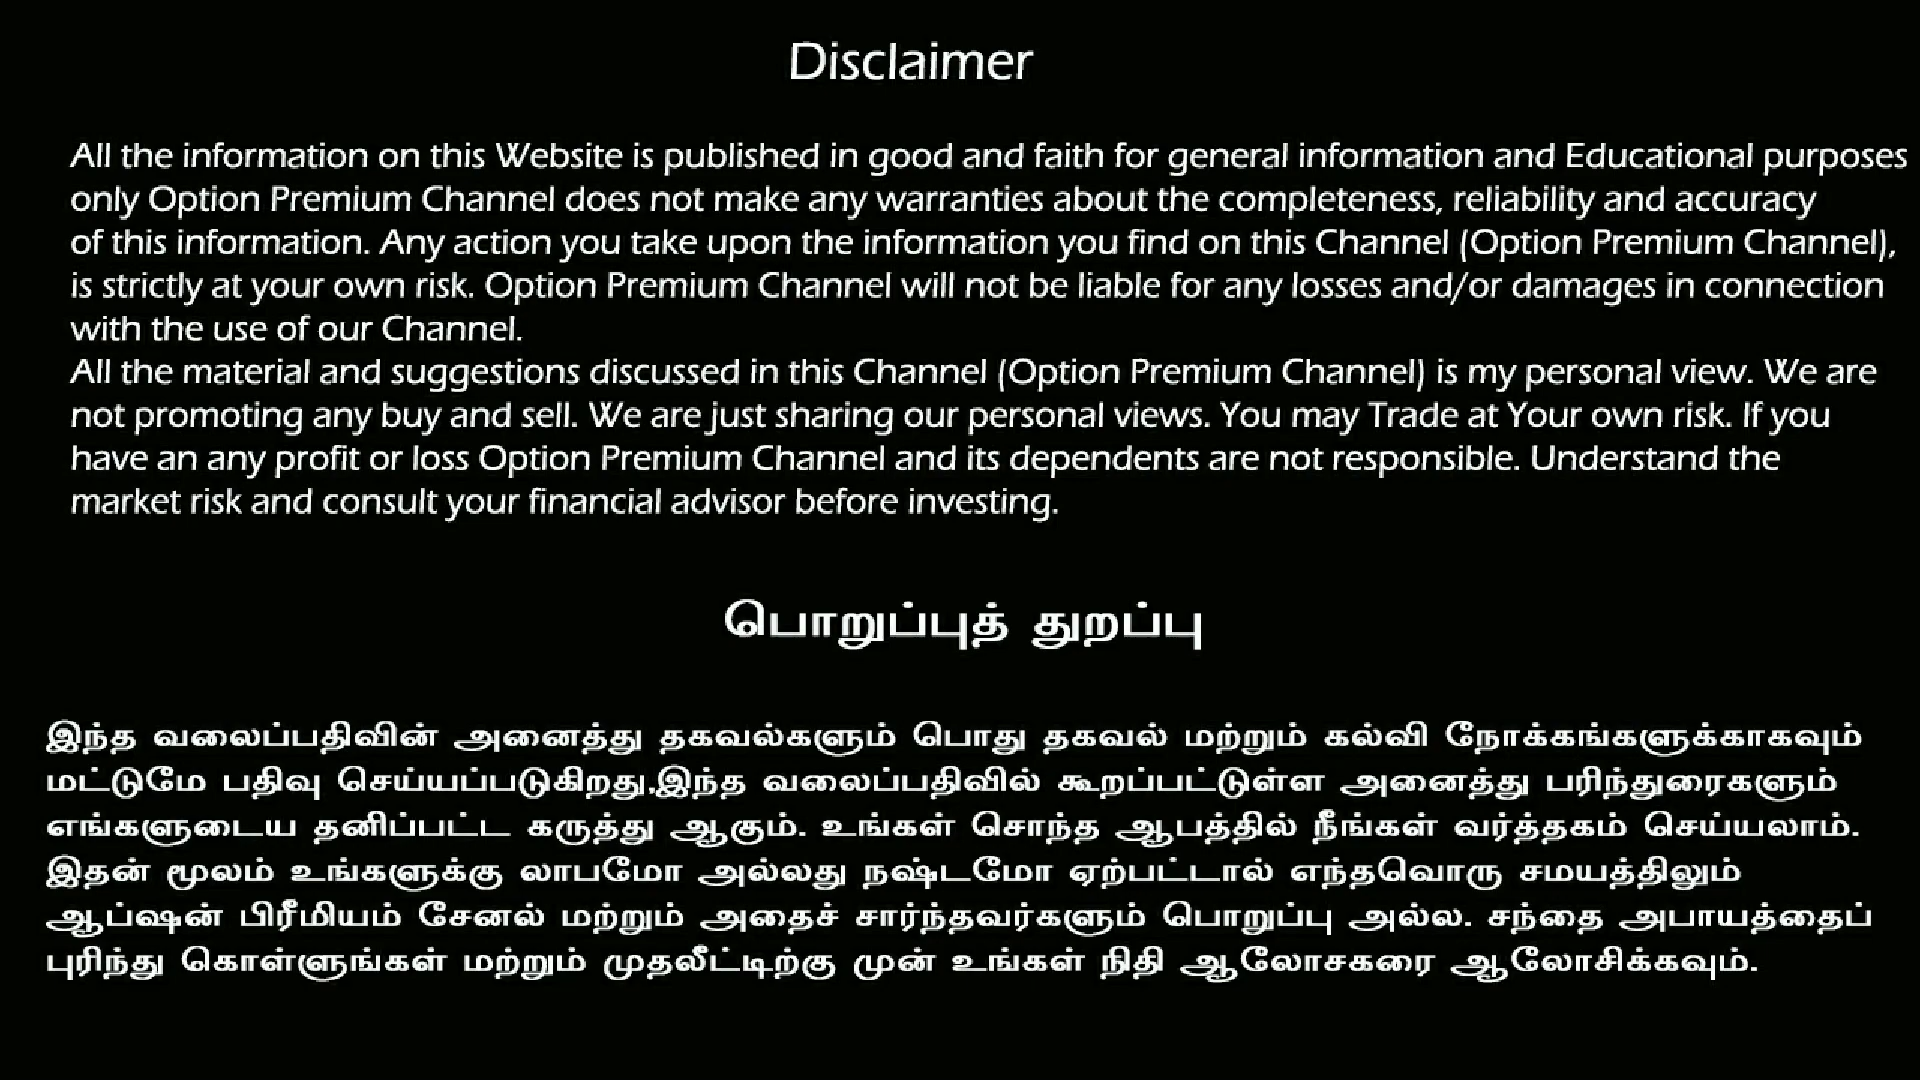 Disclaimer
All the information on this Website is published in good and faith for general information and Educational purposes
only Option Premium Channel does not make any warranties about the completeness, reliability and accuracy
of this information. Any action you take upon the information you find on this Channel (Option Premium Channel),
is strictly at your own risk. Option Premium Channel will not be liable for any losses and/or damages in connection
with the use of our Channel.
All the material and suggestions discussed in this Channel (Option Premium Channel) is my personal view. We are
not promoting any buy and sell. We are just sharing our personal views. You may Trade at Your own risk. If you
have an any profit or loss Option Premium Channel and its dependents are not responsible. Understand the
market risk and consult your financial advisor before investing.
பொறுப்புத் துறப்பு
இந்த வலைப்பதிவின் அனைத்து தகவல்களும் பொது தகவல் மற்றும் கல்வி நோக்கங்களுக்காகவும்
மட்டுமே பதிவு செய்யப்படுகிறது.இந்த வலைப்பதிவில் கூறப்பட்டுள்ள அனைத்து பரிந்துரைகளும்
எங்களுடைய தனிப்பட்ட கருத்து ஆகும். உங்கள் சொந்த ஆபத்தில் நீங்கள் வர்த்தகம் செய்யலாம்.
இதன் மூலம் உங்களுக்கு லாபமோ அல்லது நஷ்டமோ ஏற்பட்டால் எந்தவொரு சமயத்திலும்
ஆப்ஷன் பிரீமியம் சேனல் மற்றும் அதைச் சார்ந்தவர்களும் பொறுப்பு அல்ல. சந்தை அபாயத்தைப்
புரிந்து கொள்ளுங்கள் மற்றும் முதலீட்டிற்கு முன் உங்கள் நிதி ஆலோசகரை ஆலோசிக்கவும்.